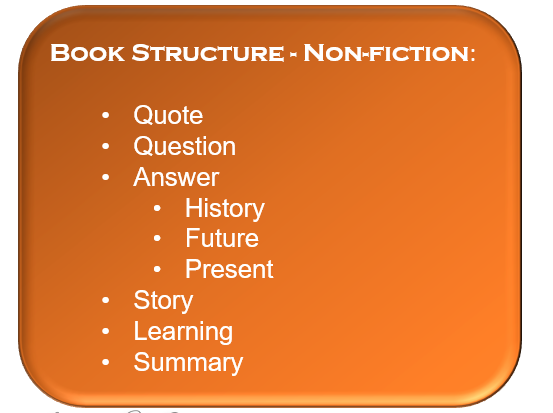 Book Structure - Non-fiction:
• Quote
• Question
• Answer
• History
• Future
• Present
• Story
• Learning
• Summary